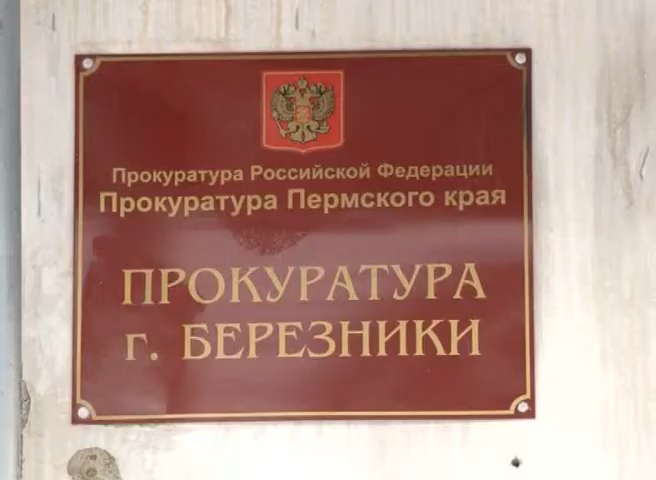 Прокуратура Российской Федерации
Прокуратура Пермского края
ПРОКУРАТУРА
г. БЕРЕЗНИКИ